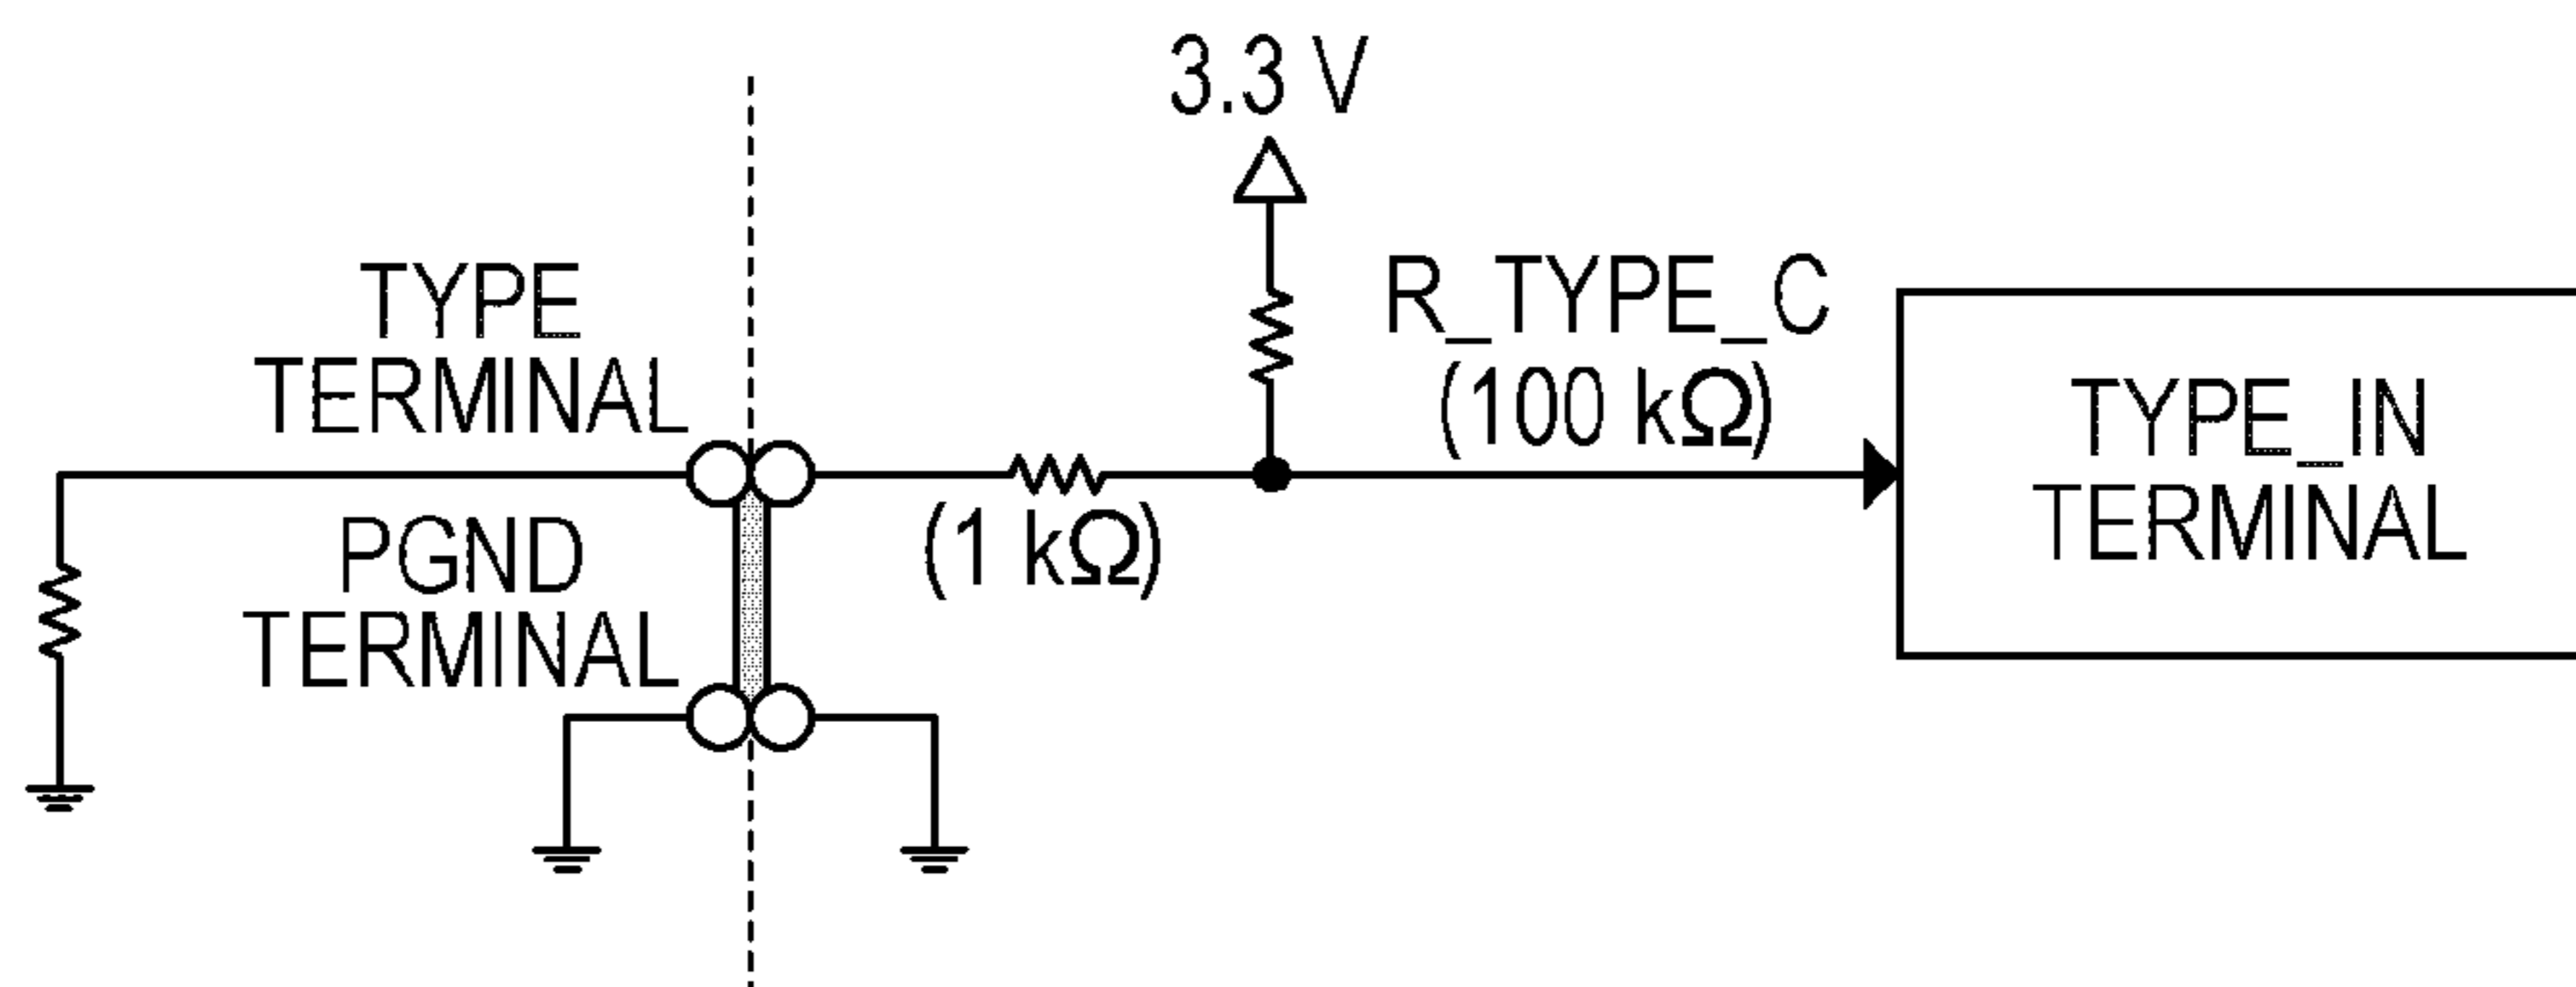 3.3 V
TYPE
TERMINAL
R_TYPE_C
(100 kΩ)
TYPE_IN
TERMINAL
PGND
TERMINAL
(1 kΩ)